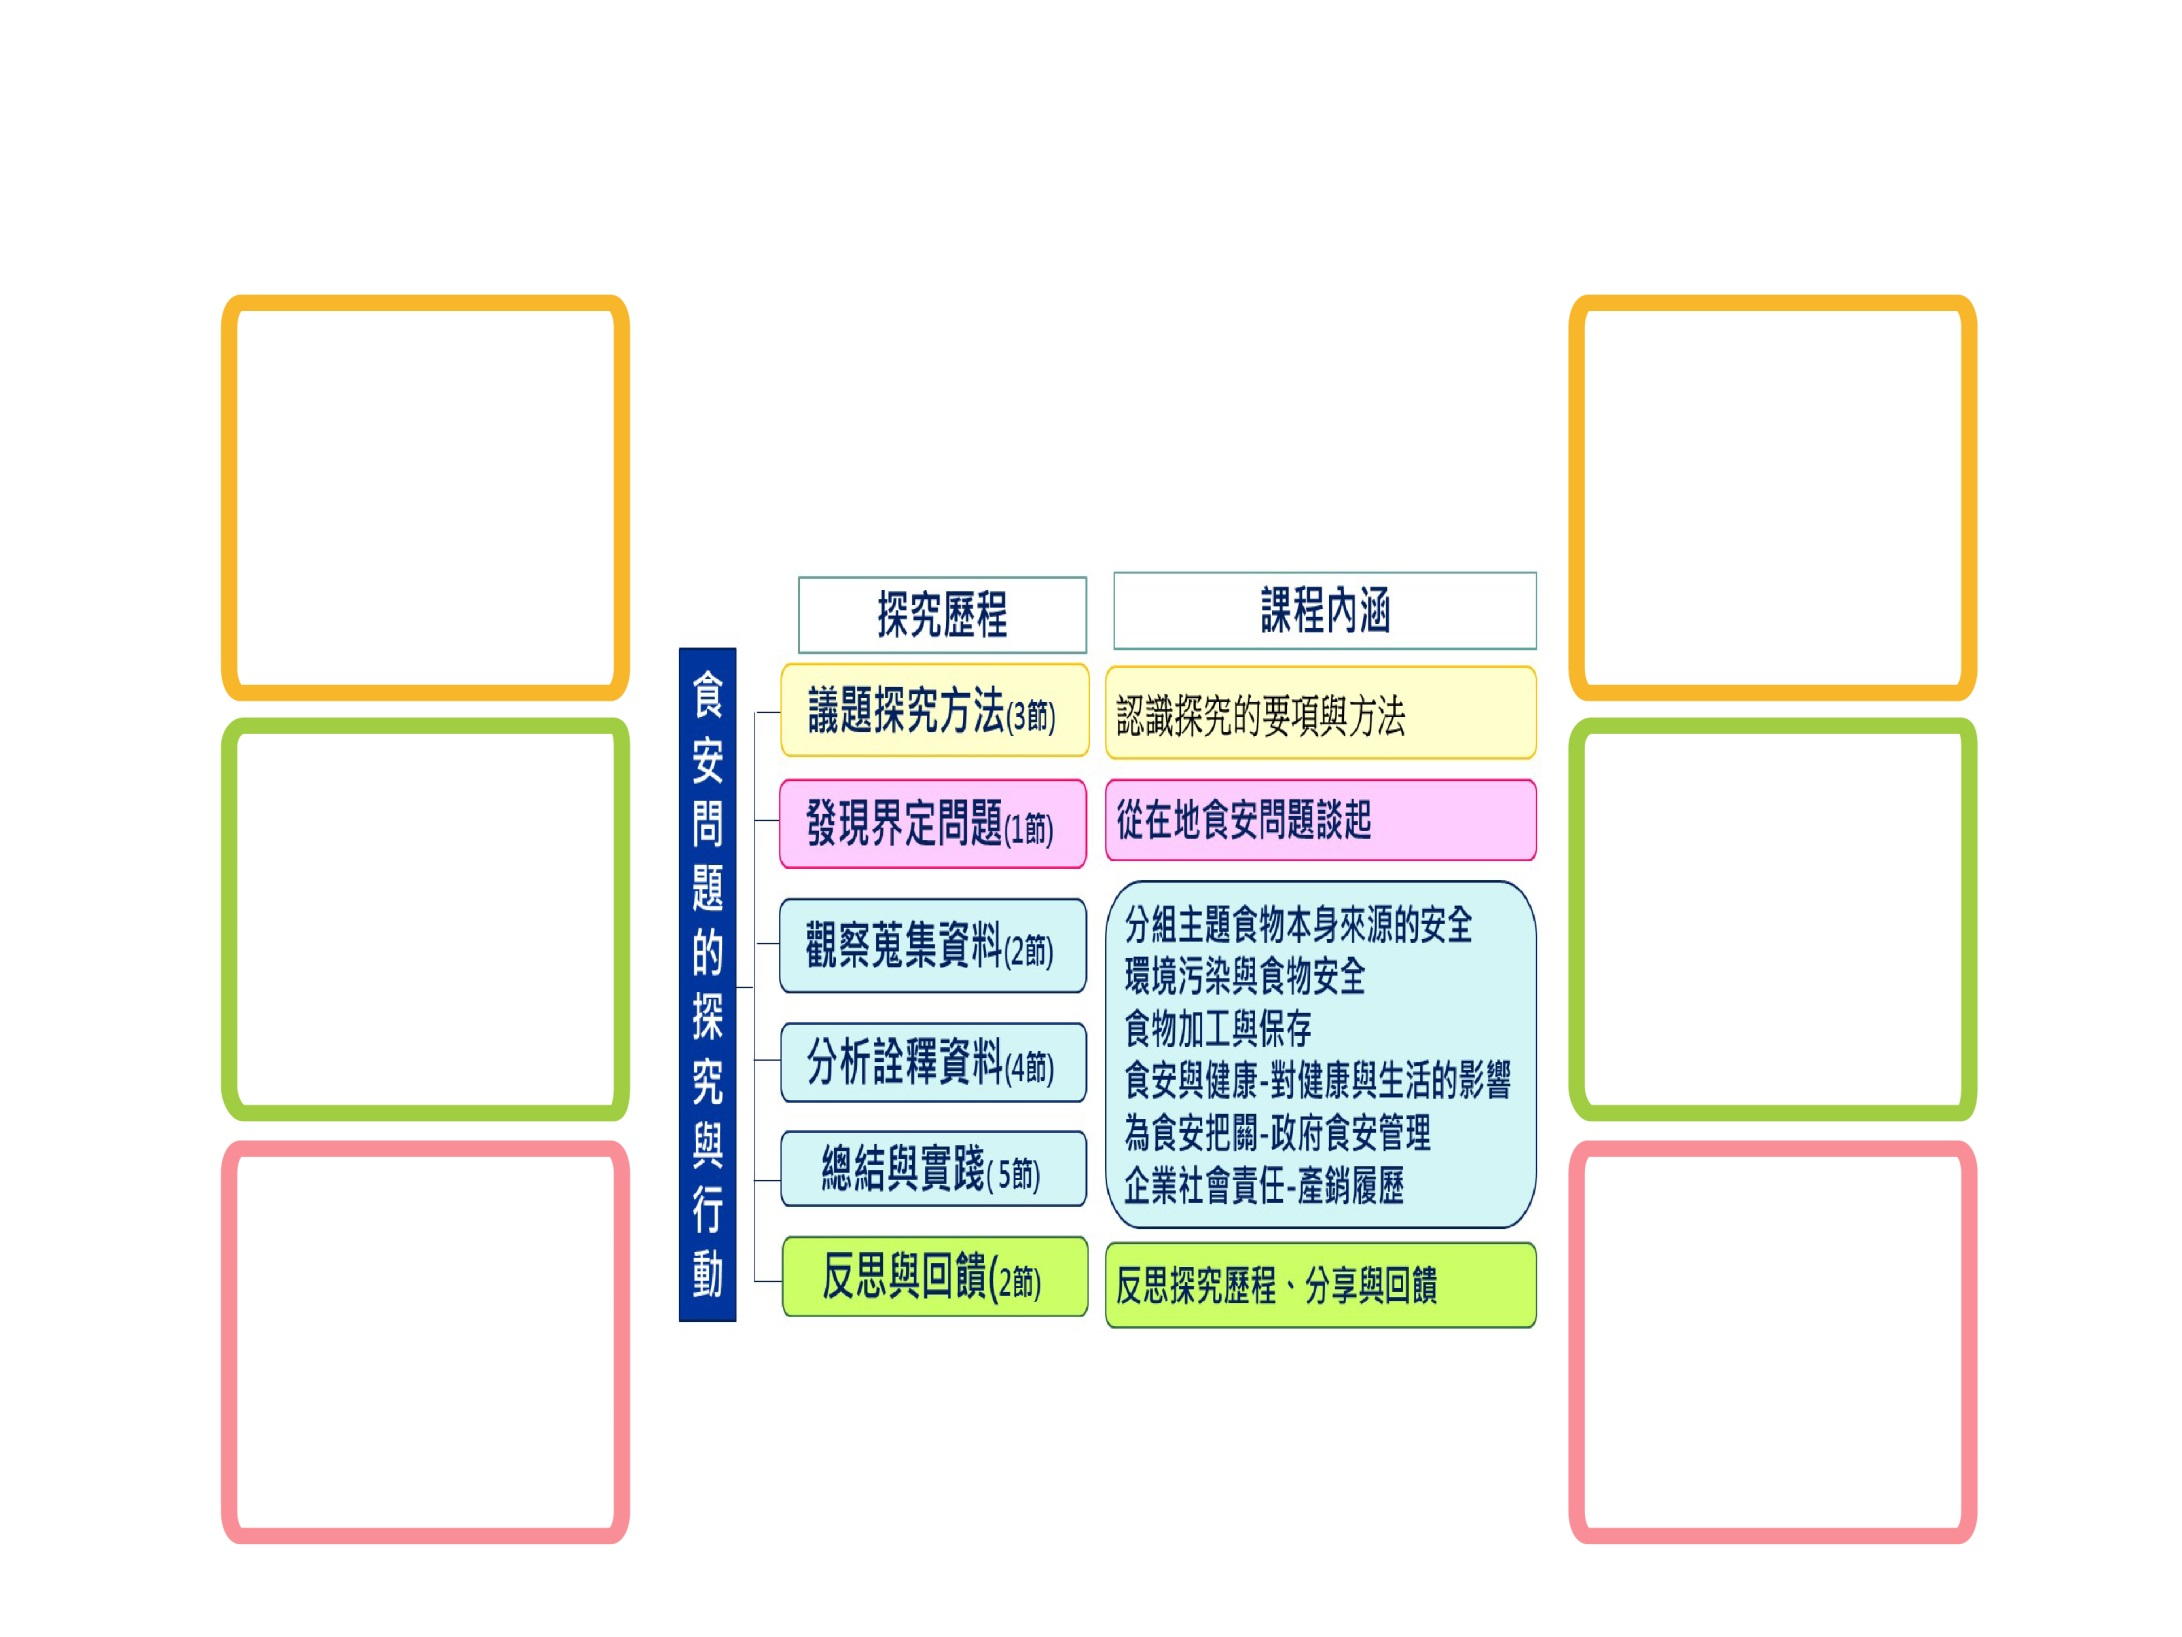 探究歷程
課程內涵
食安問題的探究與行動
議題探究方法(3節)
認識探究的要項與方法
發現界定問題(1節)
從在地食安問題談起
觀察蒐集資料(2節)
分析詮釋資料(4節)
總結與實踐( 5節)
分組主題食物本身來源的安全
環境污染與食物安全
食物加工與保存
食安與健康-對健康與生活的影響
為食安把關-政府食安管理
企業社會責任-產銷履歷
反思與回饋(2節)
反思探究歷程、分享與回饋